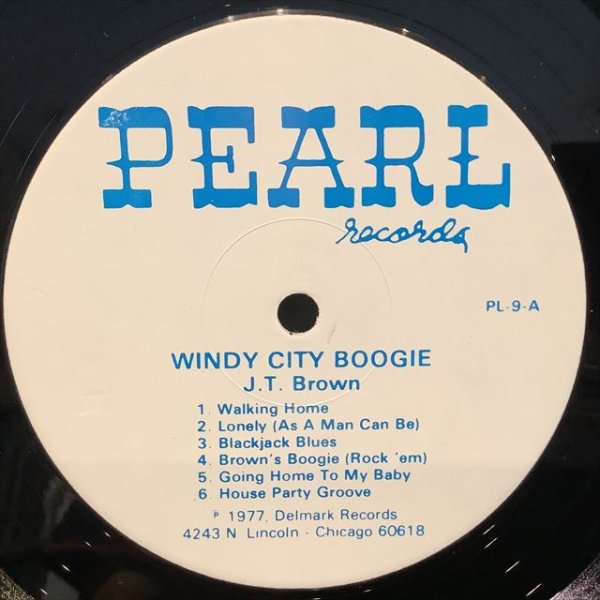 PEARL
records
PL-9-A
WINDY CITY BOOGIE
J.T. Brown
1. Walking Home
2. Lonely (As A Man Can Be)
3. Blackjack Blues
4. Brown's Boogie (Rock 'em)
5. Going Home To My Baby
6. House Party Groove
℗ 1977, Delmark Records
4243 N Lincoln - Chicago 60618